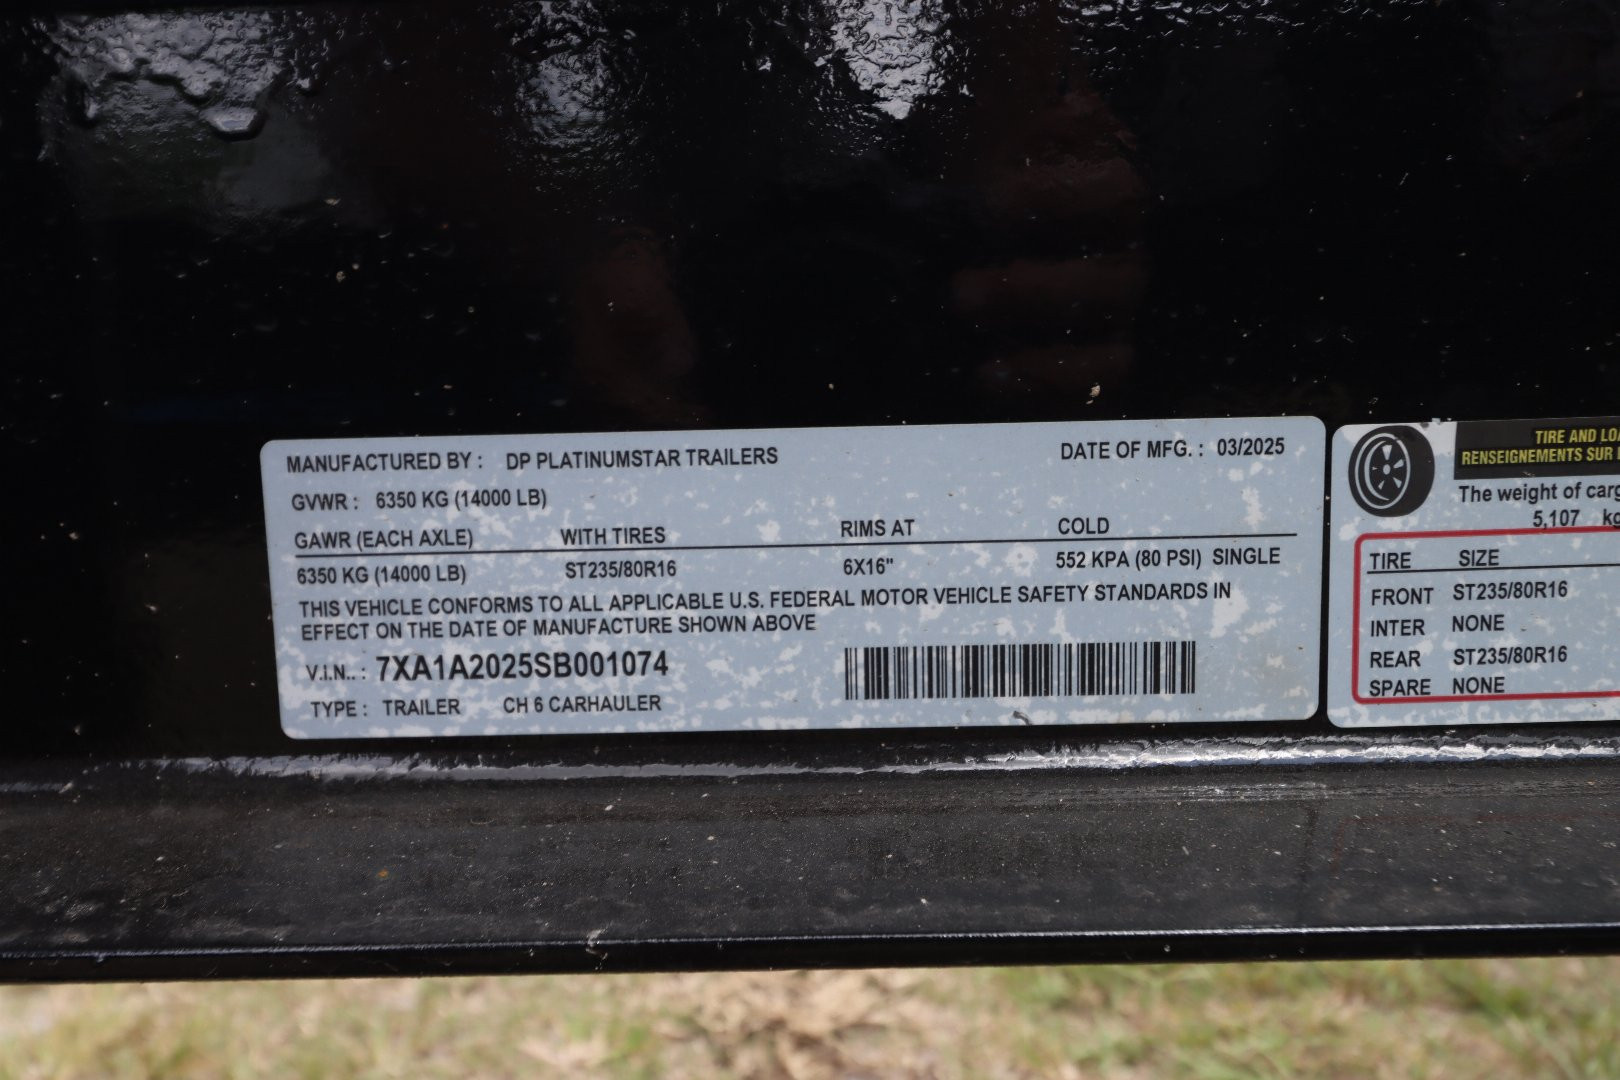 MANUFACTURED BY : DP PLATINUMSTAR TRAILERS DATE OF MFG. : 03/2025
GVWR : 6350 KG (14000 LB)
GAWR (EACH AXLE) WITH TIRES RIMS AT COLD
6350 KG (14000 LB) ST235/80R16 6X16" 552 KPA (80 PSI) SINGLE
THIS VEHICLE CONFORMS TO ALL APPLICABLE U.S. FEDERAL MOTOR VEHICLE SAFETY STANDARDS IN
EFFECT ON THE DATE OF MANUFACTURE SHOWN ABOVE
V.I.N.. : 7XA1A2025SB001074
TYPE : TRAILER CH 6 CARHAULER
TIRE AND
RENSEIGNEMENTS SUR
The weight of
5,107 kg
TIRE SIZE
FRONT ST235/80R16
INTER NONE
REAR ST235/80R16
SPARE NONE